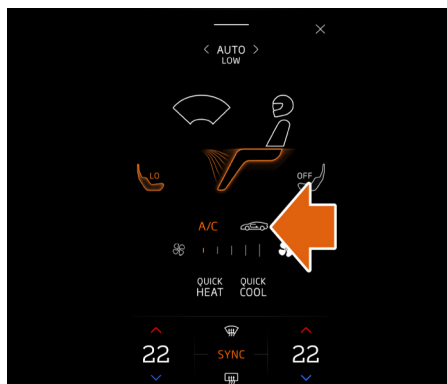 AUTO
LOW
LO
OFF
A/C
QUICK QUICK
HEAT COOL
22 SYNC 22